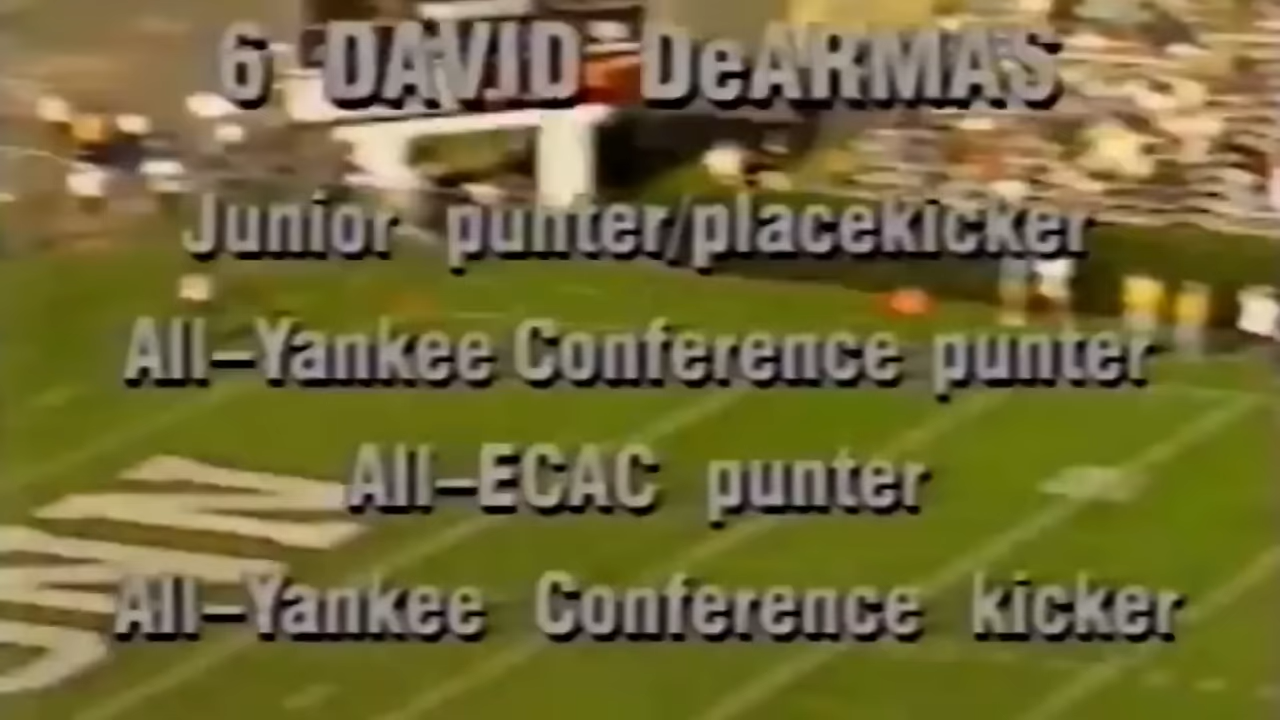 6 DAVID DeARMAS
Junior punter/placekicker
All-Yankee Conference punter
All-ECAC punter
All-Yankee Conference kicker